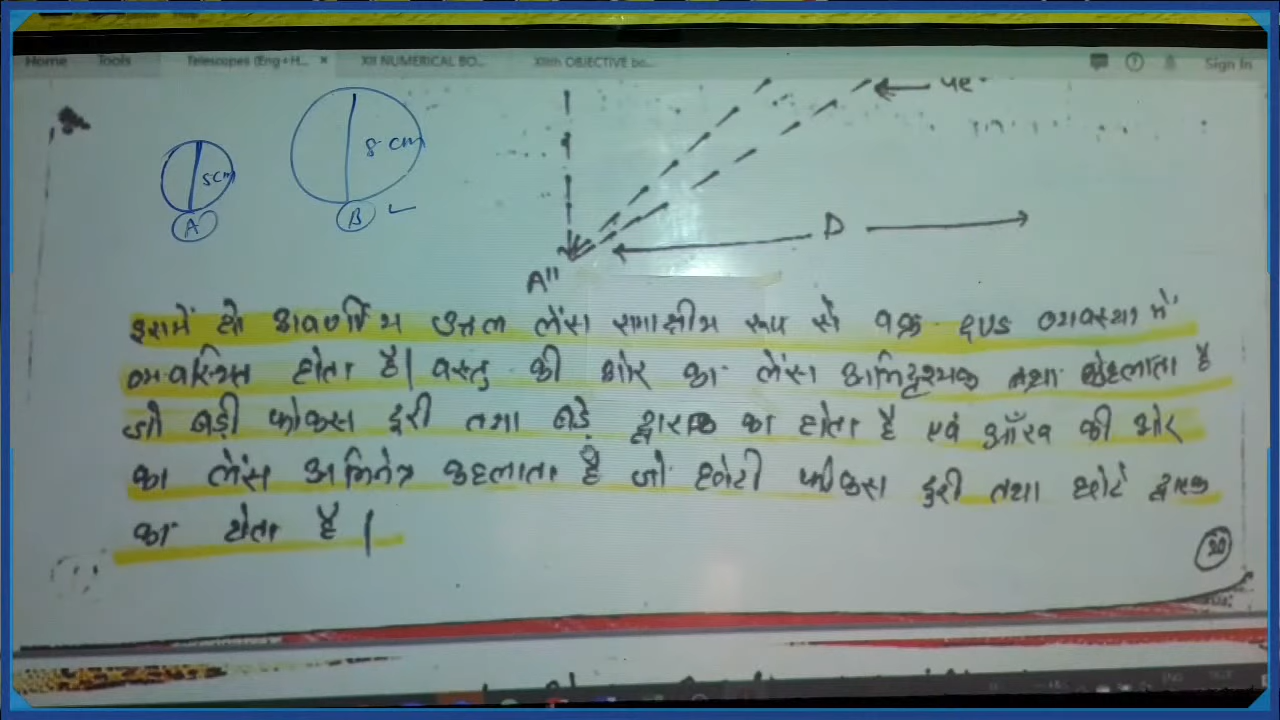 Home Tools Telescopes (Eng+H... × XII NUMERICAL BO... XIIth OBJECTIVE bo... Sign In
5cm
8 cm
A
B
D
A"
इसमें दो अवर्णीय उत्तल लेंस समाक्षीय रूप से वक्र दण्ड व्यवस्था में
व्यवस्थित होता है| वस्तु की ओर का लेंस अभिदृश्यक तथा कहलाता है
जो बड़ी फोकस दूरी तथा बड़े द्वारक का होता है एवं आँख की ओर
का लेंस अभिनेत्र कहलाता है जो छोटी फोकस दूरी तथा छोटे द्वारक
का होता है |
20